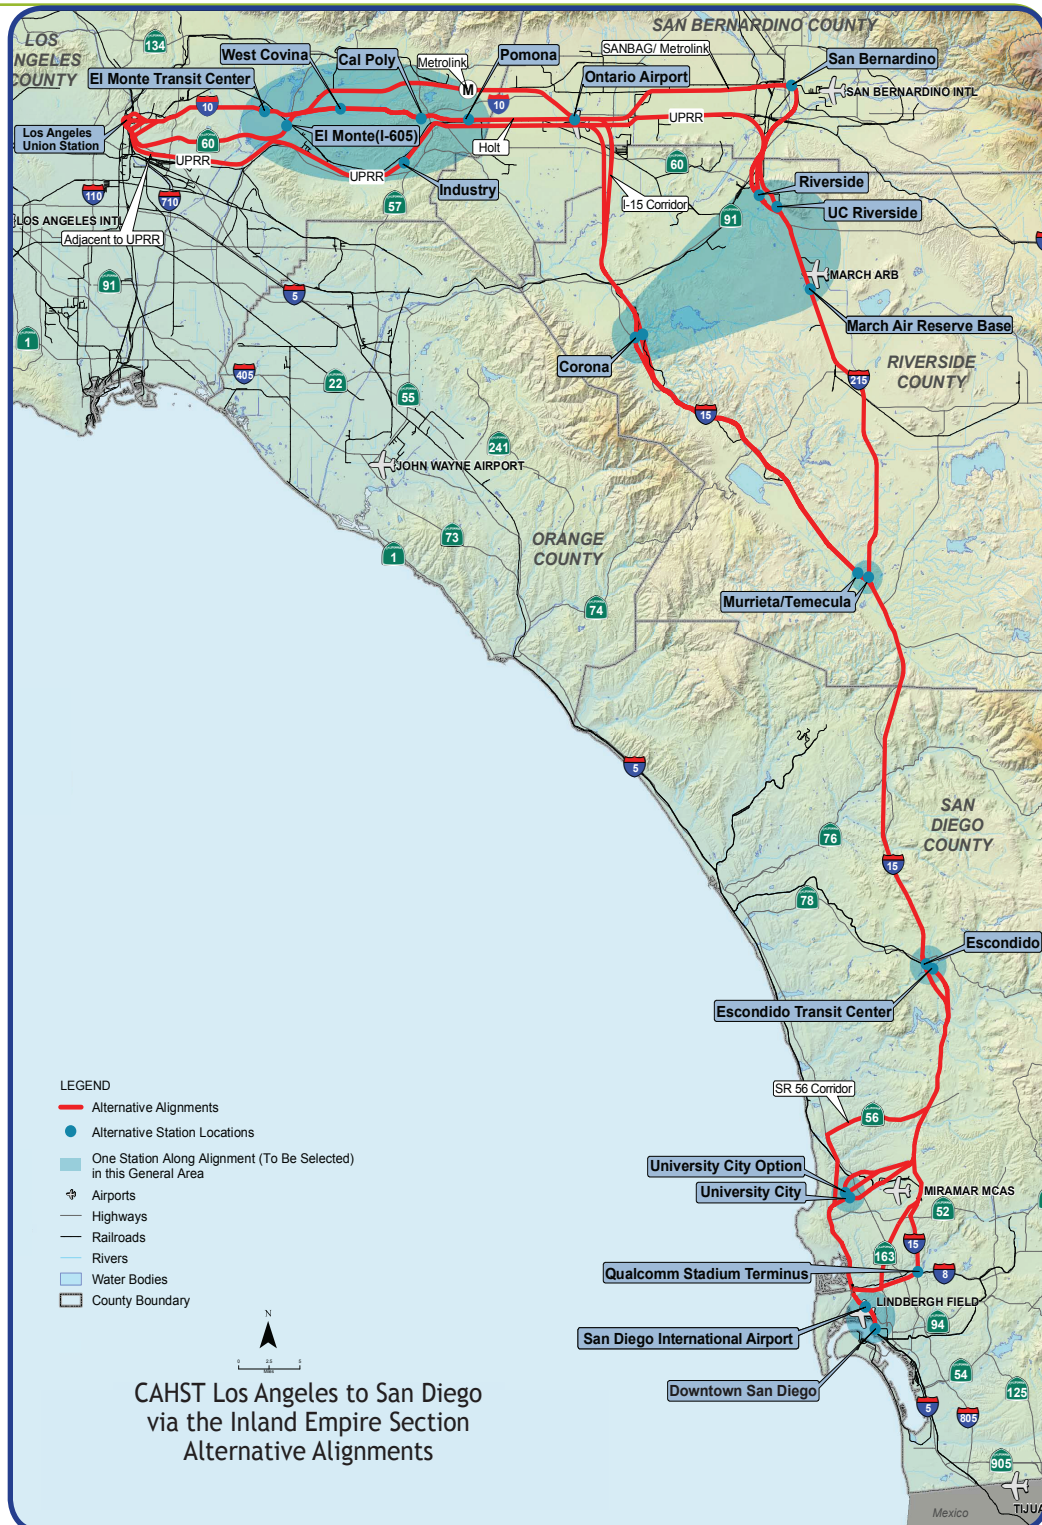 SAN BERNARDINO COUNTY
LOS
NGELES
COUNTY
134
West Covina
Cal Poly
Metrolink
M
Pomona
SANBAG/ Metrolink
Ontario Airport
San Bernardino
El Monte Transit Center
SAN BERNARDINO INTL
10
10
Los Angeles
Union Station
60
El Monte(I-605)
UPRR
UPRR
Holt
UPRR
UPRR
60
Industry
Riverside
110
710
57
I-15 Corridor
91
UC Riverside
LOS ANGELES INTL
Adjacent to UPRR
MARCH ARB
91
5
March Air Reserve Base
1
Corona
RIVERSIDE
COUNTY
405
22
55
215
15
241
JOHN WAYNE AIRPORT
73
ORANGE
COUNTY
1
74
Murrieta/Temecula
5
SAN
DIEGO
COUNTY
76
15
78
Escondido
Escondido Transit Center
LEGEND
Alternative Alignments
Alternative Station Locations
One Station Along Alignment (To Be Selected)
in this General Area
Airports
Highways
Railroads
Rivers
Water Bodies
County Boundary
SR 56 Corridor
56
University City Option
University City
MIRAMAR MCAS
52
15
163
Qualcomm Stadium Terminus
8
LINDBERGH FIELD
94
San Diego International Airport
54
Downtown San Diego
125
5
805
905
N
0 2.5 5
Miles
CAHST Los Angeles to San Diego
via the Inland Empire Section
Alternative Alignments
Mexico
TIJUA